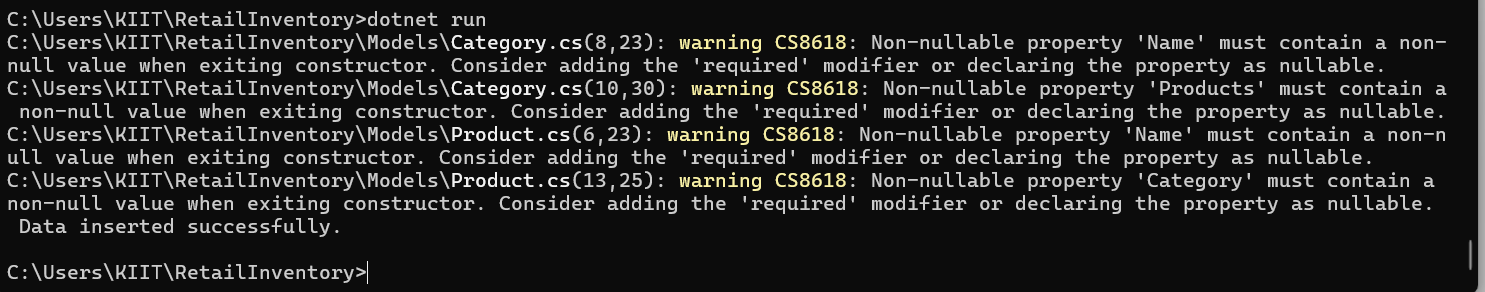 C:\Users\KIIT\RetailInventory>dotnet run
C:\Users\KIIT\RetailInventory\Models\Category.cs(8,23): warning CS8618: Non-nullable property 'Name' must contain a non-
null value when exiting constructor. Consider adding the 'required' modifier or declaring the property as nullable.
C:\Users\KIIT\RetailInventory\Models\Category.cs(10,30): warning CS8618: Non-nullable property 'Products' must contain a
 non-null value when exiting constructor. Consider adding the 'required' modifier or declaring the property as nullable.
C:\Users\KIIT\RetailInventory\Models\Product.cs(6,23): warning CS8618: Non-nullable property 'Name' must contain a non-n
ull value when exiting constructor. Consider adding the 'required' modifier or declaring the property as nullable.
C:\Users\KIIT\RetailInventory\Models\Product.cs(13,25): warning CS8618: Non-nullable property 'Category' must contain a
non-null value when exiting constructor. Consider adding the 'required' modifier or declaring the property as nullable.
 Data inserted successfully.
C:\Users\KIIT\RetailInventory>